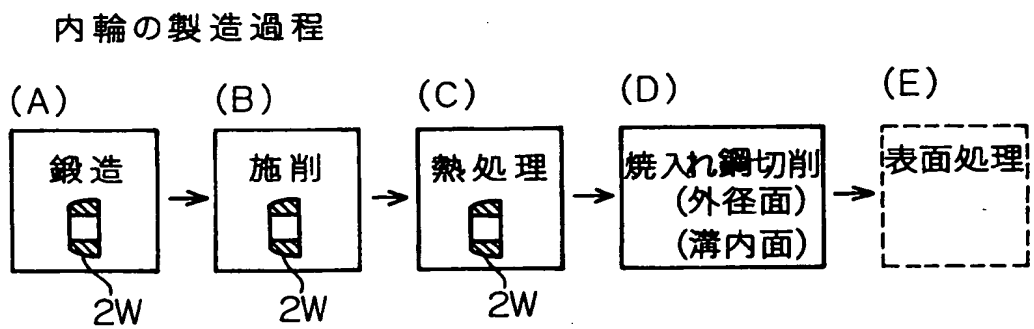 内輪の製造過程
(A)
(B)
(C)
(D)
(E)
鍛造
施削
熱処理
焼入れ鋼切削
(外径面)
(溝内面)
表面処理
2W
2W
2W